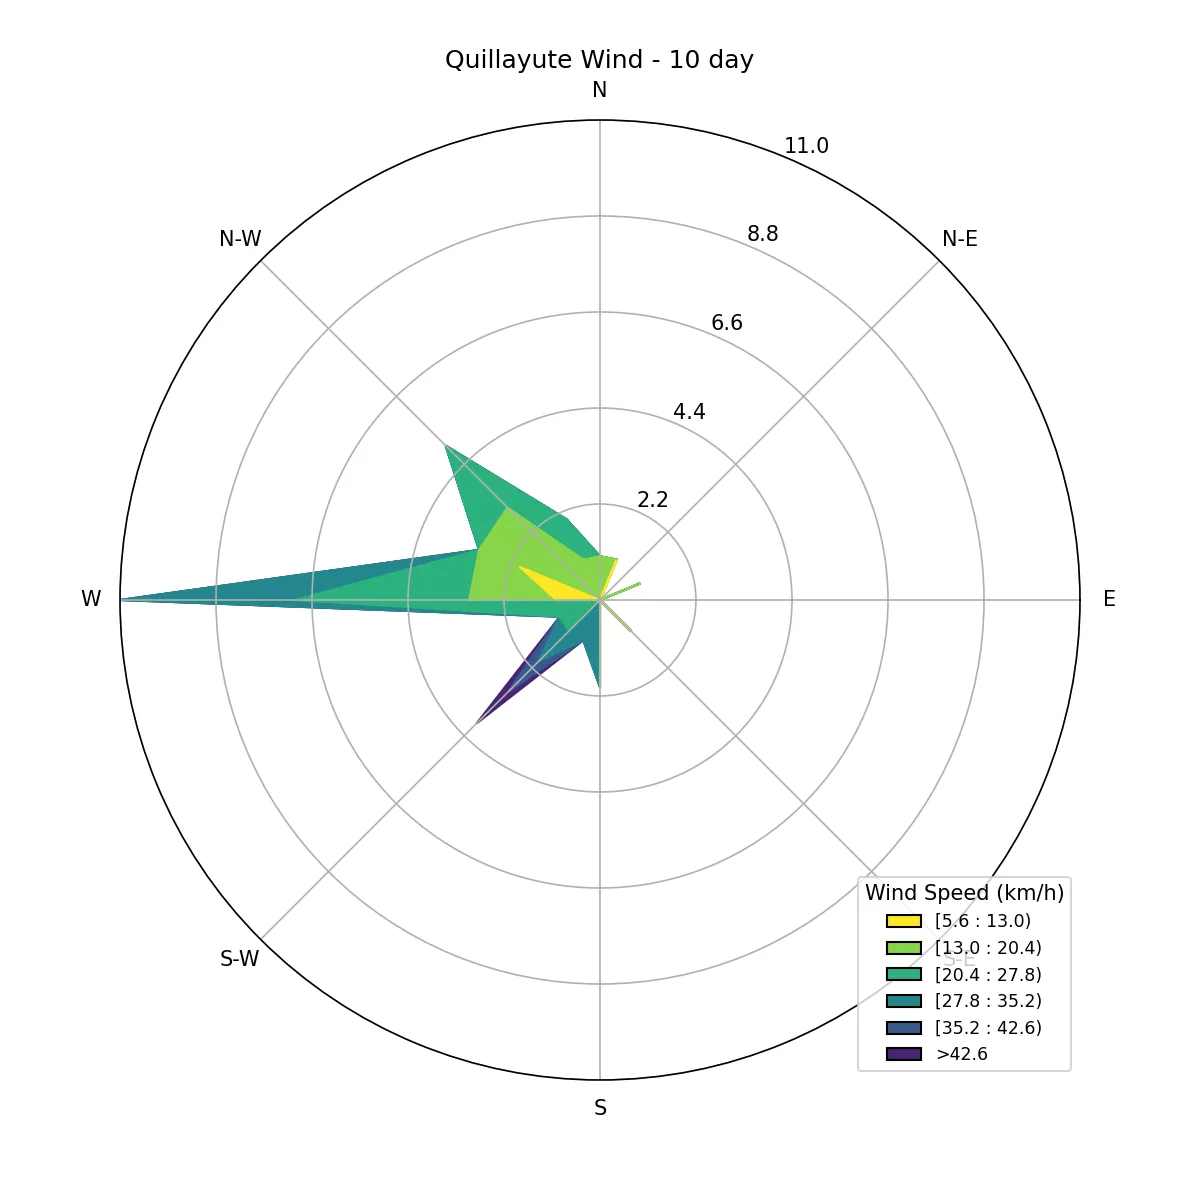 Quillayute Wind - 10 day
N
11.0
N-W
N-E
8.8
6.6
4.4
2.2
W
E
S-W
S-E
S
Wind Speed (km/h)
[5.6 : 13.0)
[13.0 : 20.4)
[20.4 : 27.8)
[27.8 : 35.2)
[35.2 : 42.6)
>42.6